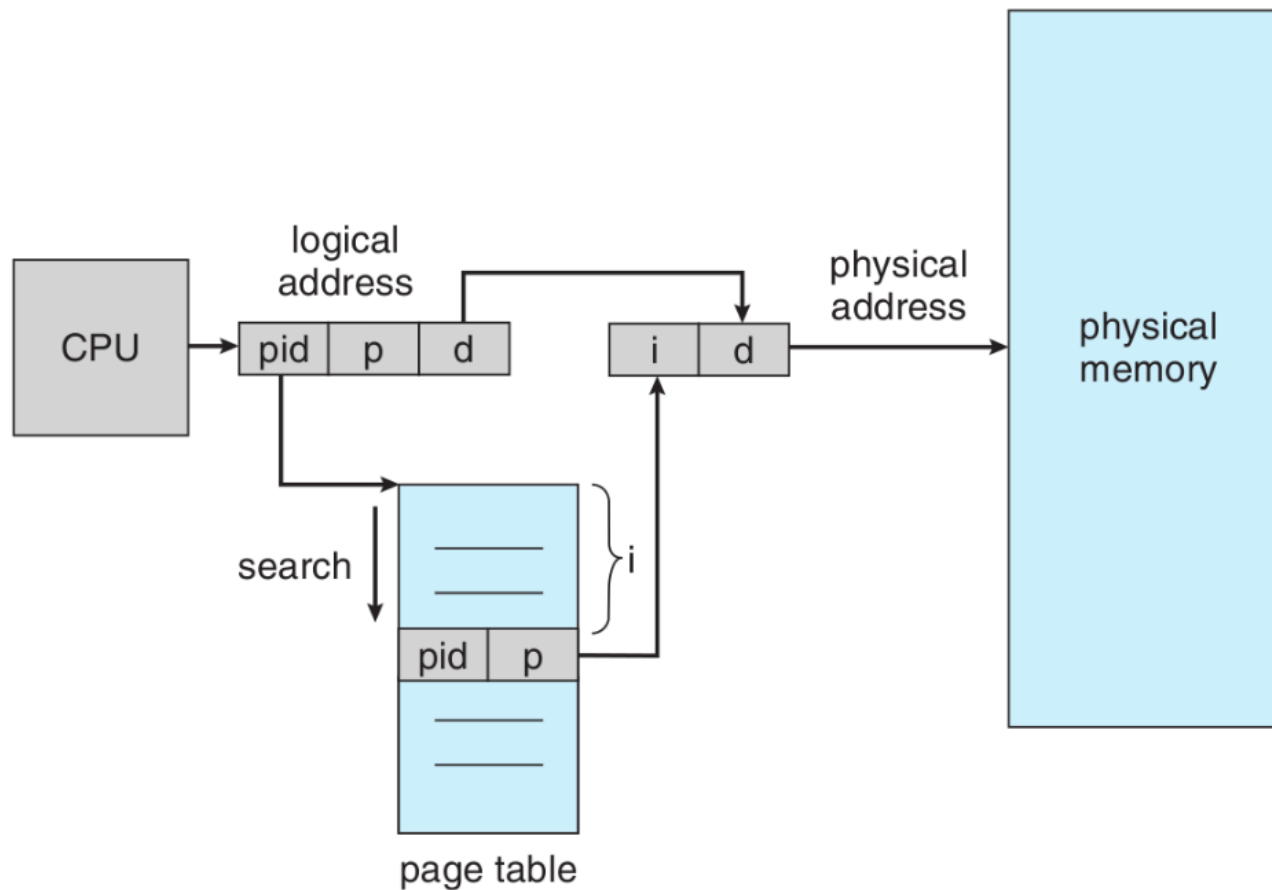 logical
address
physical
address
CPU
pid p d
i d
physical
memory
search
i
pid p
page table